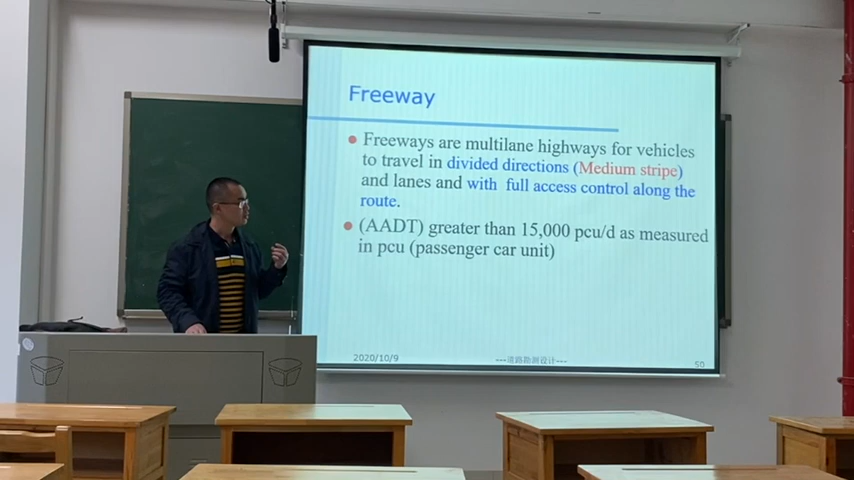 Freeway
Freeways are multilane highways for vehicles
to travel in divided directions (Medium stripe)
and lanes and with full access control along the
route.
(AADT) greater than 15,000 pcu/d as measured
in pcu (passenger car unit)
2020/10/9
---道路勘测设计---
50